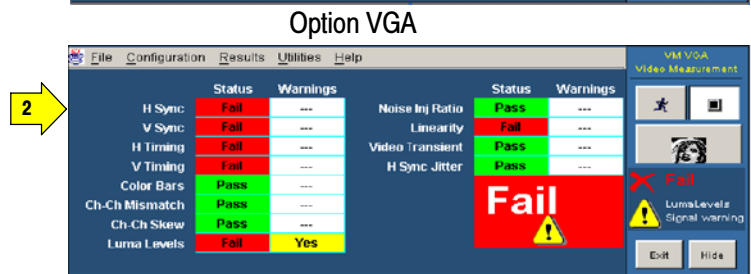 Option VGA
File Configuration Results Utilities Help
VM VGA
Video Measurement
Status Warnings Status Warnings
2
H Sync Fail --- Noise Inj Ratio Pass ---
V Sync Fail --- Linearity Fail ---
H Timing Fail --- Video Transient Pass ---
V Timing Fail --- H Sync Jitter Pass ---
Color Bars Pass ---
Ch-Ch Mismatch Pass ---
Ch-Ch Skew Pass ---
Luma Levels Fail Yes
Fail
Fail
LumaLevels
Signal warning
Exit Hide